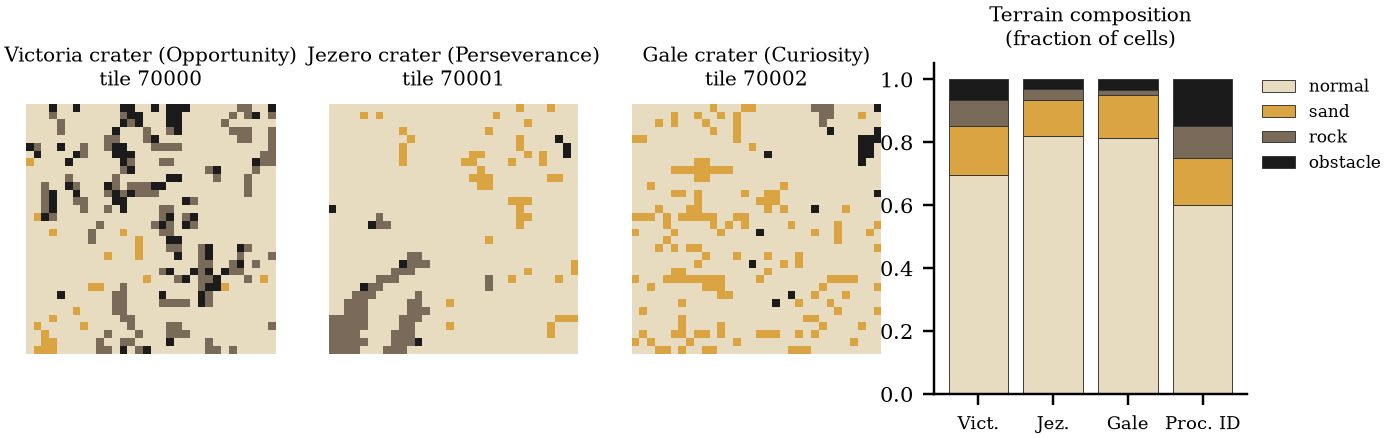 Victoria crater (Opportunity)
tile 70000
Jezero crater (Perseverance)
tile 70001
Gale crater (Curiosity)
tile 70002
Terrain composition
(fraction of cells)
1.0
0.8
0.6
0.4
0.2
0.0
Vict.
Jez.
Gale
Proc. ID
normal
sand
rock
obstacle